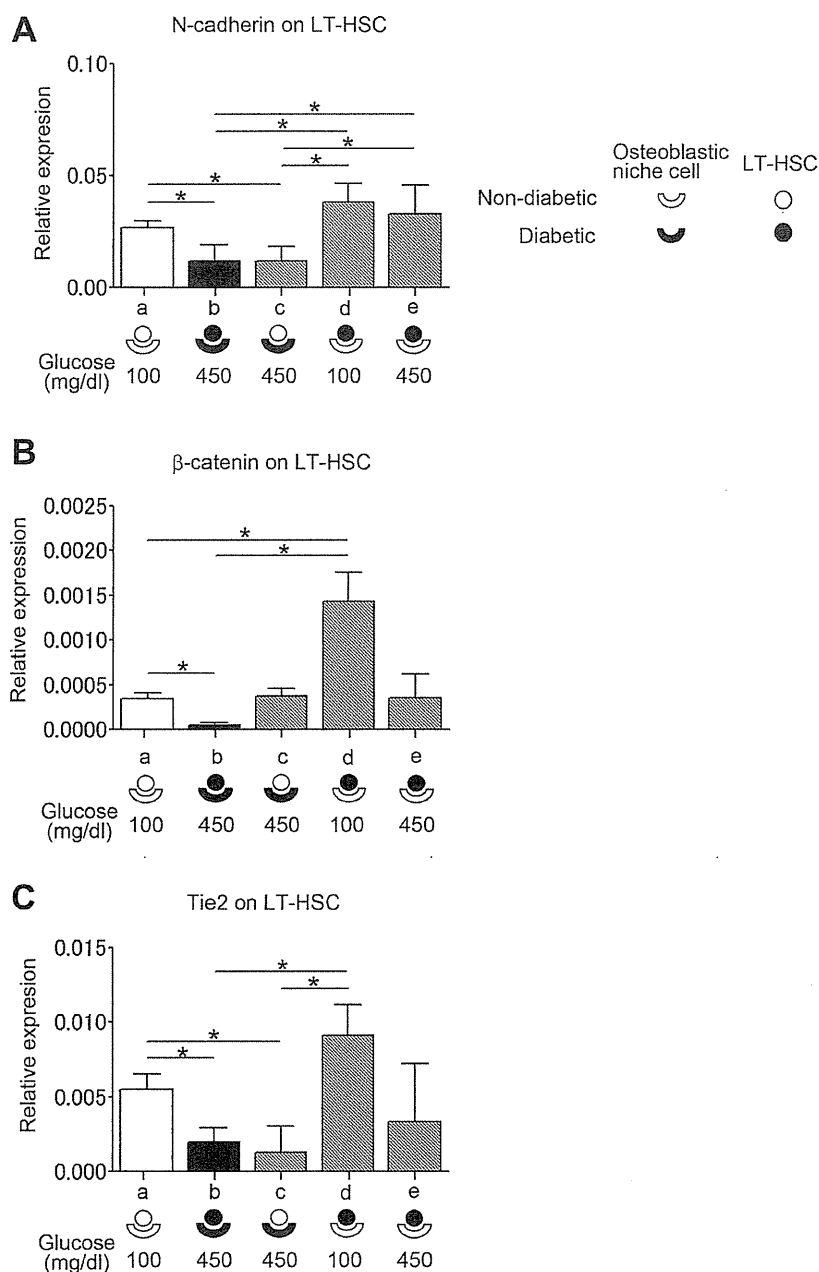 A
N-cadherin on LT-HSC
Relative expression
0.10
0.05
0.00
* * * * * *
a b c d e
Glucose
(mg/dl)
100 450 450 100 450
Osteoblastic
niche cell
LT-HSC
Non-diabetic
Diabetic
B
β-catenin on LT-HSC
Relative expression
0.0025
0.0020
0.0015
0.0010
0.0005
0.0000
* * *
a b c d e
Glucose
(mg/dl)
100 450 450 100 450
C
Tie2 on LT-HSC
Relative expresion
0.015
0.010
0.005
0.000
* * * *
a b c d e
Glucose
(mg/dl)
100 450 450 100 450